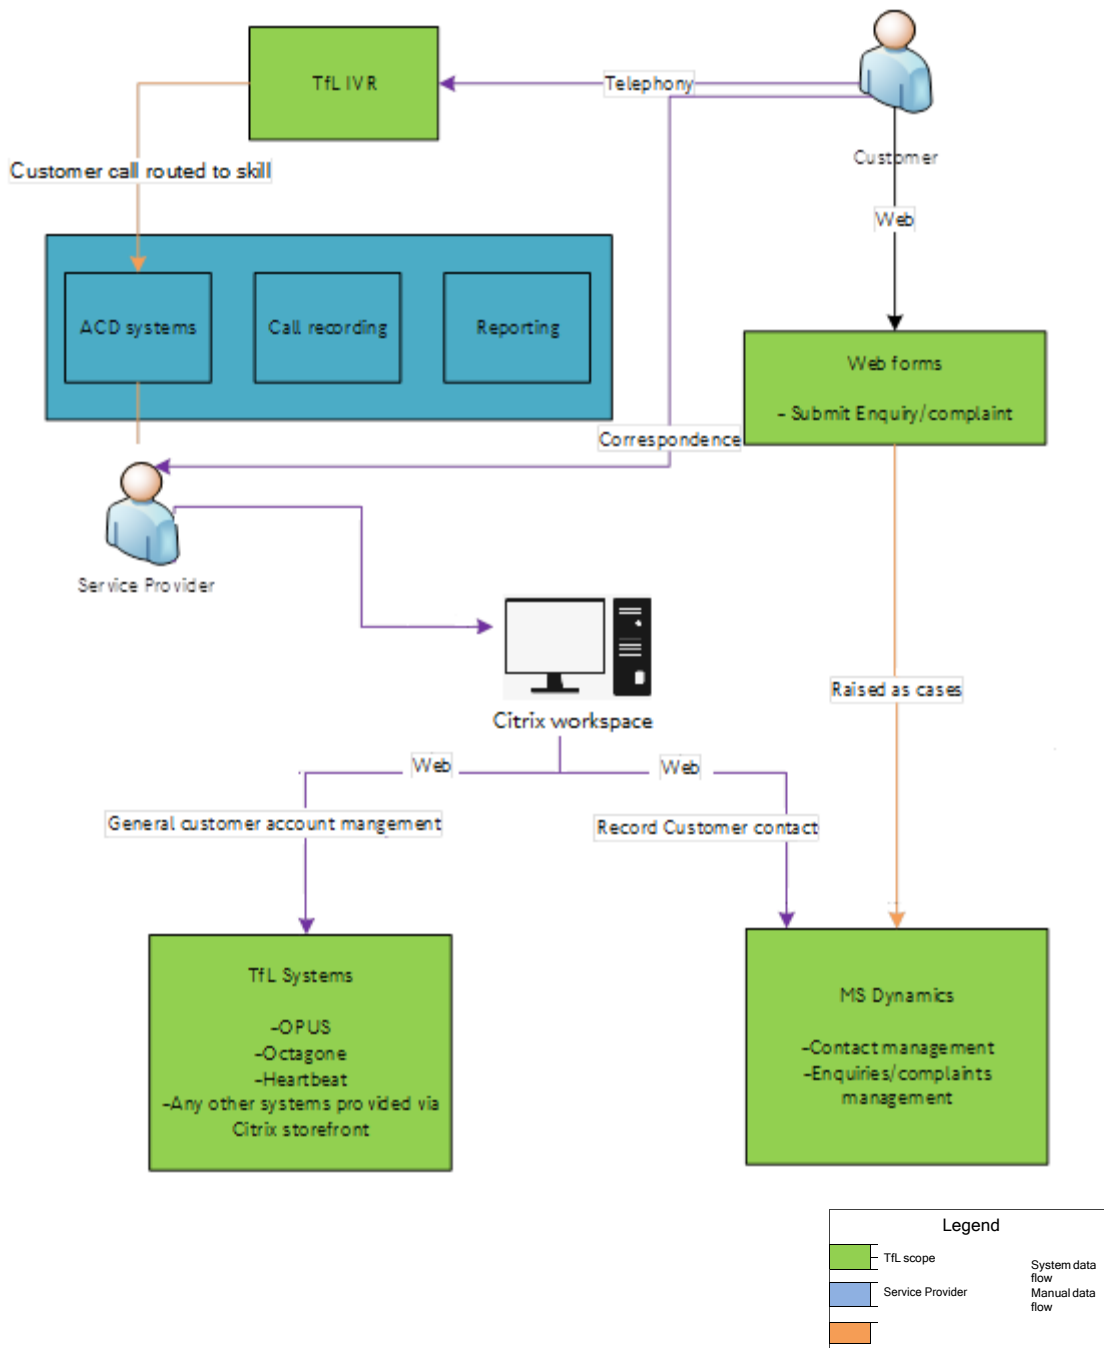 TfL IVR
Telephony
Customer
Customer call routed to skill
Web
ACD systems
Call recording
Reporting
Web forms
- Submit Enquiry/complaint
Correspondence
Service Provider
Raised as cases
Citrix workspace
Web
Web
General customer account mangement
Record Customer contact
TfL Systems
-OPUS
-Octagone
-Heartbeat
-Any other systems provided via
Citrix storefront
MS Dynamics
-Contact management
-Enquiries/complaints
management
Legend
TfL scope
System data
flow
Service Provider
Manual data
flow